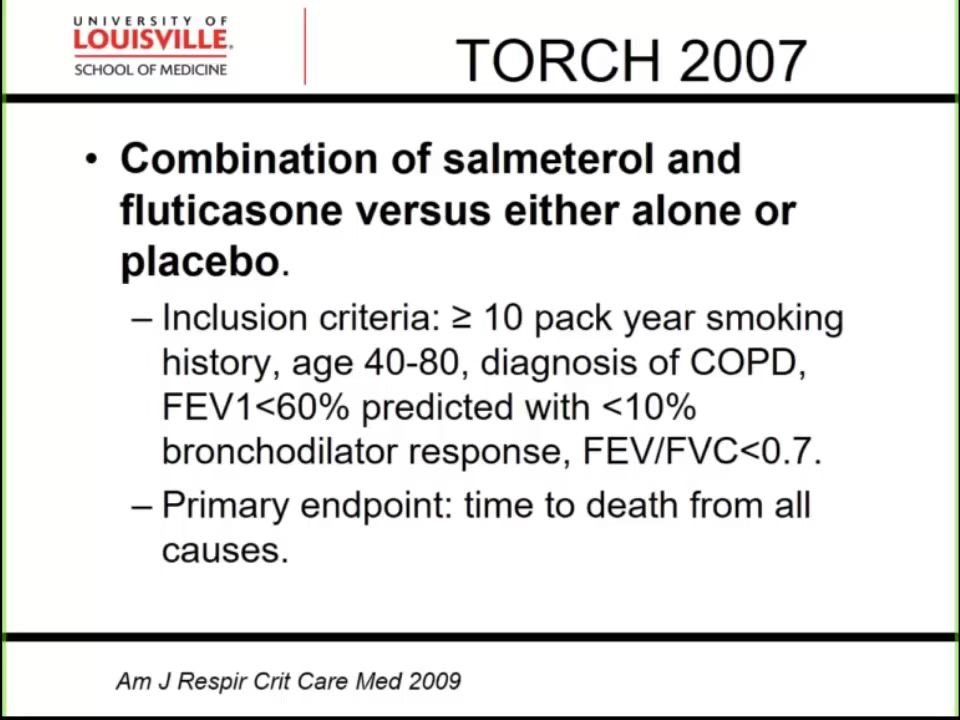 UNIVERSITY OF
LOUISVILLE.
SCHOOL OF MEDICINE
TORCH 2007
• Combination of salmeterol and
fluticasone versus either alone or
placebo.
– Inclusion criteria: ≥ 10 pack year smoking
history, age 40-80, diagnosis of COPD,
FEV1<60% predicted with <10%
bronchodilator response, FEV/FVC<0.7.
– Primary endpoint: time to death from all
causes.
Am J Respir Crit Care Med 2009